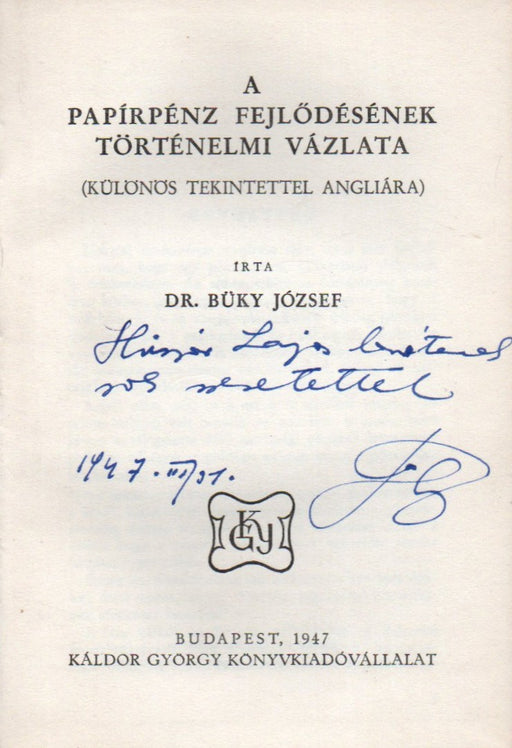 A
PAPÍRPÉNZ FEJLŐDÉSÉNEK
TÖRTÉNELMI VÁZLATA
(KÜLÖNÖS TEKINTETTEL ANGLIÁRA)
ÍRTA
DR. BÜKY JÓZSEF
Huszár Lajos barátomnak
sok szeretettel
1947. III/31.
KGY
BUDAPEST, 1947
KÁLDOR GYÖRGY KÖNYVKIADÓVÁLLALAT